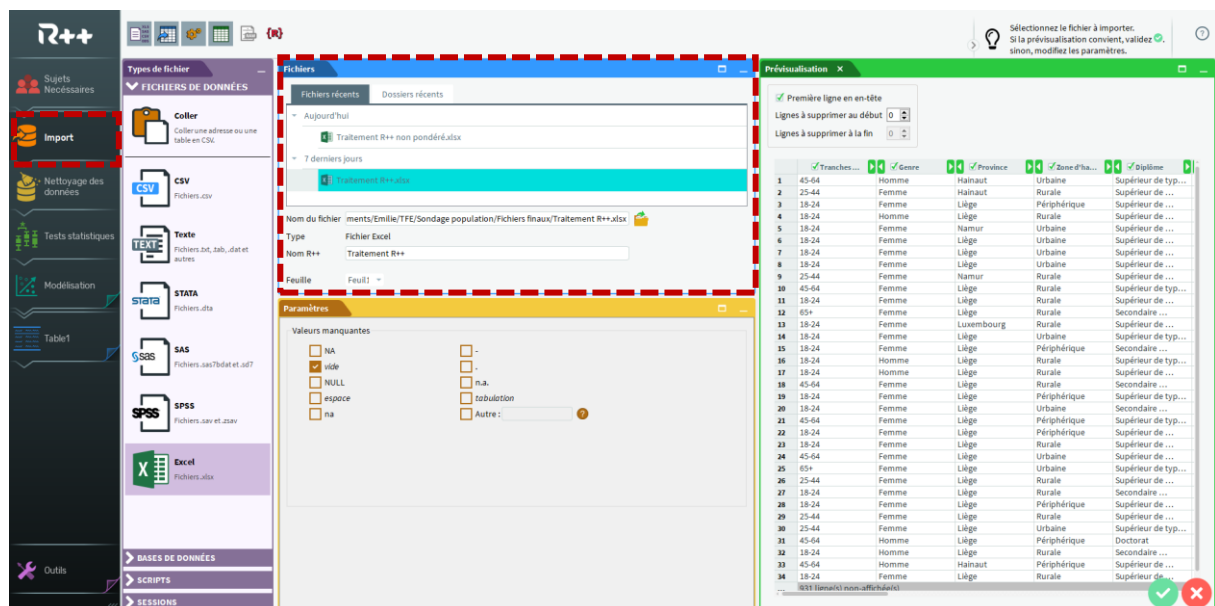 R++
{R}
Sélectionnez le fichier à importer.
Si la prévisualisation convient, validez
sinon, modifiez les paramètres.
?
Sujets
Nécessaires
Import
Nettoyage des
données
Tests statistiques
Modélisation
Table1
Outils
Types de fichier
FICHIERS DE DONNÉES
Coller
Coller une adresse ou une
table en CSV.
CSV
CSV
Fichiers .csv
TEXT
Texte
Fichiers .txt, .tab, .dat et
autres
STATA
STATA
Fichiers .dta
sas
SAS
Fichiers .sas7bdat et .sd7
SPSS
SPSS
Fichiers .sav et .zsav
X
Excel
Fichiers .xlsx
BASES DE DONNÉES
SCRIPTS
SESSIONS
Fichiers
Fichiers récents Dossiers récents
Aujourd'hui
Traitement R++ non pondéré.xlsx
7 derniers jours
Traitement R++.xlsx
Nom du fichier ments/Emilie/TFE/Sondage population/Fichiers finaux/Traitement R++.xlsx
Type Fichier Excel
Nom R++ Traitement R++
Feuille Feuil1
Paramètres
Valeurs manquantes
NA -
vide .
NULL n.a.
espace tabulation
na Autre : ?
Prévisualisation ×
Première ligne en en-tête
Lignes à supprimer au début 0
Lignes à supprimer à la fin 0
Tranches... Genre Province Zone d'ha... Diplôme
1 45-64 Homme Hainaut Urbaine Supérieur de typ...
2 25-44 Femme Hainaut Rurale Supérieur de ...
3 18-24 Femme Liège Périphérique Supérieur de ...
4 18-24 Homme Liège Rurale Supérieur de ...
5 18-24 Femme Namur Rurale Supérieur de ...
6 18-24 Femme Liège Urbaine Supérieur de ...
7 18-24 Femme Liège Urbaine Supérieur de ...
8 18-24 Femme Liège Urbaine Supérieur de ...
9 25-44 Femme Namur Rurale Supérieur de ...
10 45-64 Femme Liège Rurale Supérieur de typ...
11 18-24 Femme Liège Rurale Supérieur de ...
12 65+ Femme Liège Rurale Secondaire ...
13 18-24 Femme Luxembourg Rurale Supérieur de ...
14 18-24 Femme Liège Urbaine Supérieur de typ...
15 18-24 Femme Liège Périphérique Secondaire ...
16 18-24 Homme Liège Rurale Supérieur de ...
17 18-24 Homme Liège Rurale Supérieur de ...
18 45-64 Femme Liège Rurale Secondaire ...
19 18-24 Femme Liège Périphérique Supérieur de typ...
20 18-24 Femme Liège Urbaine Secondaire ...
21 45-64 Femme Liège Périphérique Supérieur de typ...
22 18-24 Femme Liège Périphérique Supérieur de ...
23 18-24 Femme Liège Rurale Supérieur de ...
24 45-64 Femme Liège Urbaine Supérieur de ...
25 65+ Femme Liège Urbaine Supérieur de typ...
26 25-44 Femme Liège Rurale Supérieur de ...
27 18-24 Femme Liège Rurale Secondaire ...
28 18-24 Femme Liège Périphérique Supérieur de ...
29 25-44 Femme Liège Rurale Supérieur de ...
30 25-44 Femme Liège Urbaine Supérieur de typ...
31 45-64 Homme Liège Périphérique Doctorat
32 18-24 Homme Liège Rurale Secondaire ...
33 45-64 Homme Hainaut Périphérique Supérieur de ...
34 18-24 Femme Liège Rurale Supérieur de ...
... 931 ligne(s) non-affichée(s)